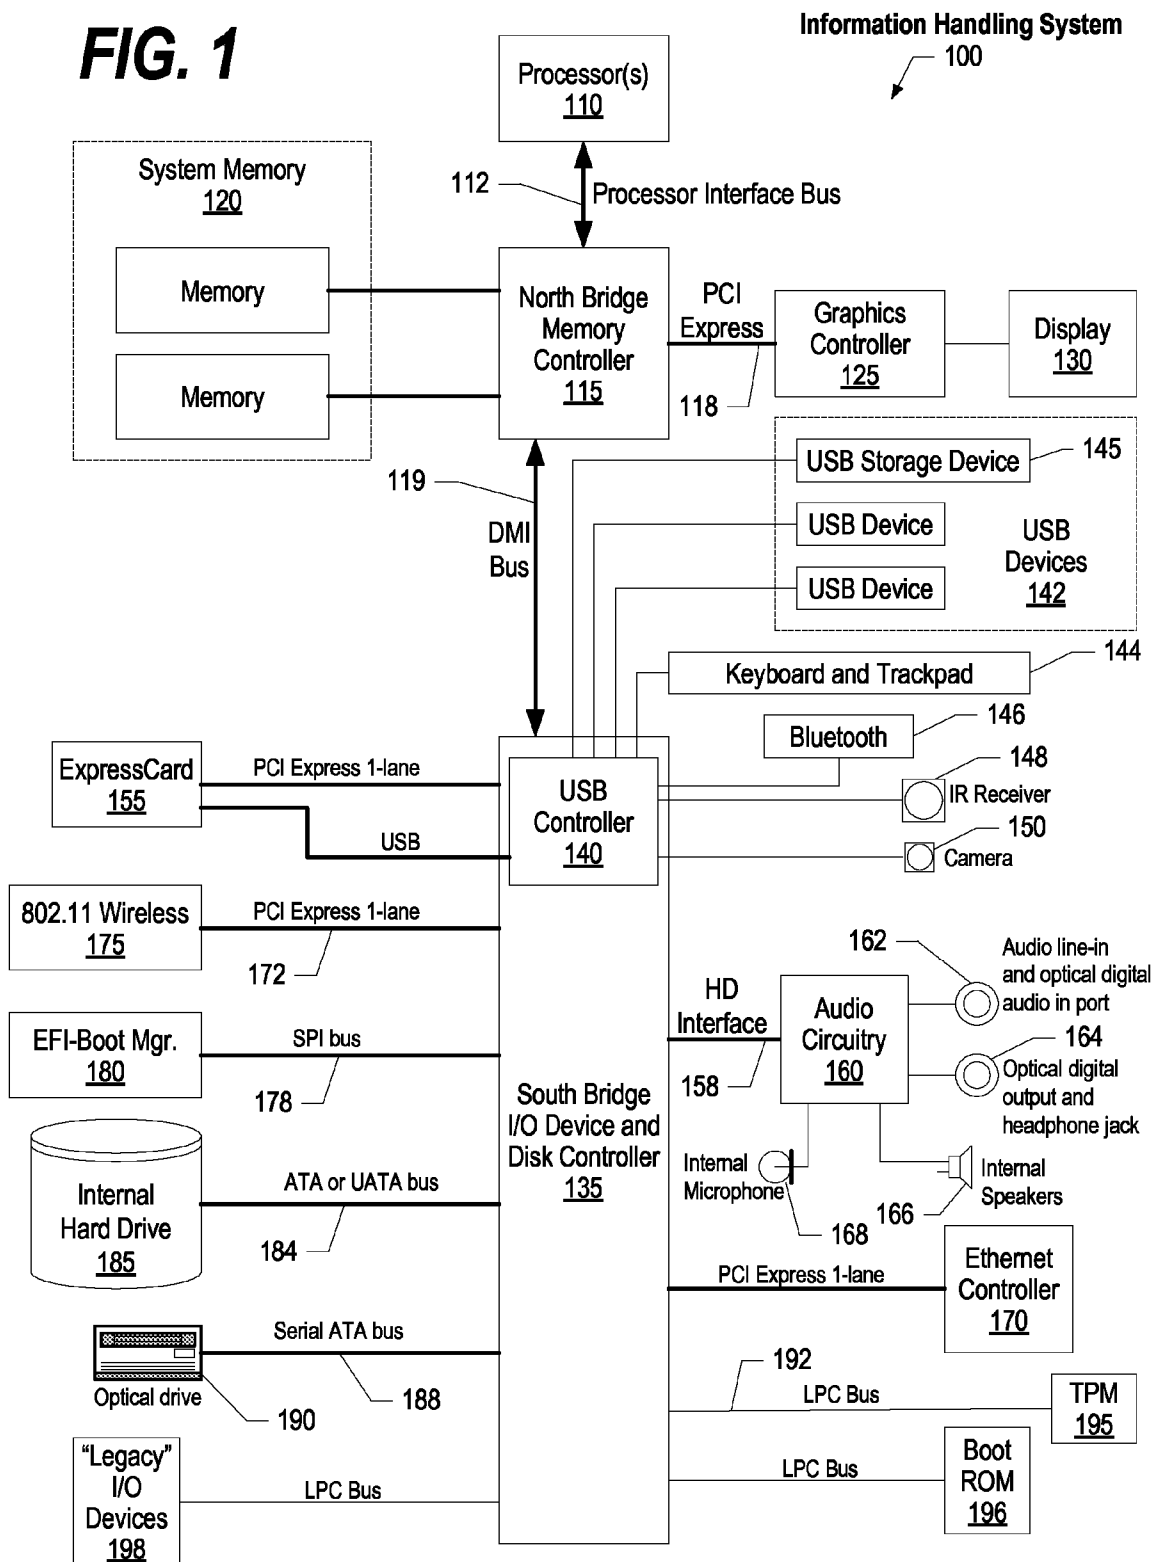 FIG. 1
Information Handling System
100
Processor(s)
110
112
Processor Interface Bus
System Memory
120
Memory
Memory
North Bridge
Memory
Controller
115
PCI
Express
118
Graphics
Controller
125
Display
130
119
DMI
Bus
USB Storage Device
145
USB Device
USB Device
USB
Devices
142
Keyboard and Trackpad
144
Bluetooth
146
148
IR Receiver
150
Camera
ExpressCard
155
PCI Express 1-lane
USB
USB
Controller
140
802.11 Wireless
175
PCI Express 1-lane
172
EFI-Boot Mgr.
180
SPI bus
178
Internal
Hard Drive
185
ATA or UATA bus
184
South Bridge
I/O Device and
Disk Controller
135
HD
Interface
158
Audio
Circuitry
160
162
Audio line-in
and optical digital
audio in port
164
Optical digital
output and
headphone jack
Internal
Microphone
168
166
Internal
Speakers
PCI Express 1-lane
Ethernet
Controller
170
Serial ATA bus
188
Optical drive
190
192
LPC Bus
TPM
195
LPC Bus
Boot
ROM
196
“Legacy”
I/O
Devices
198
LPC Bus